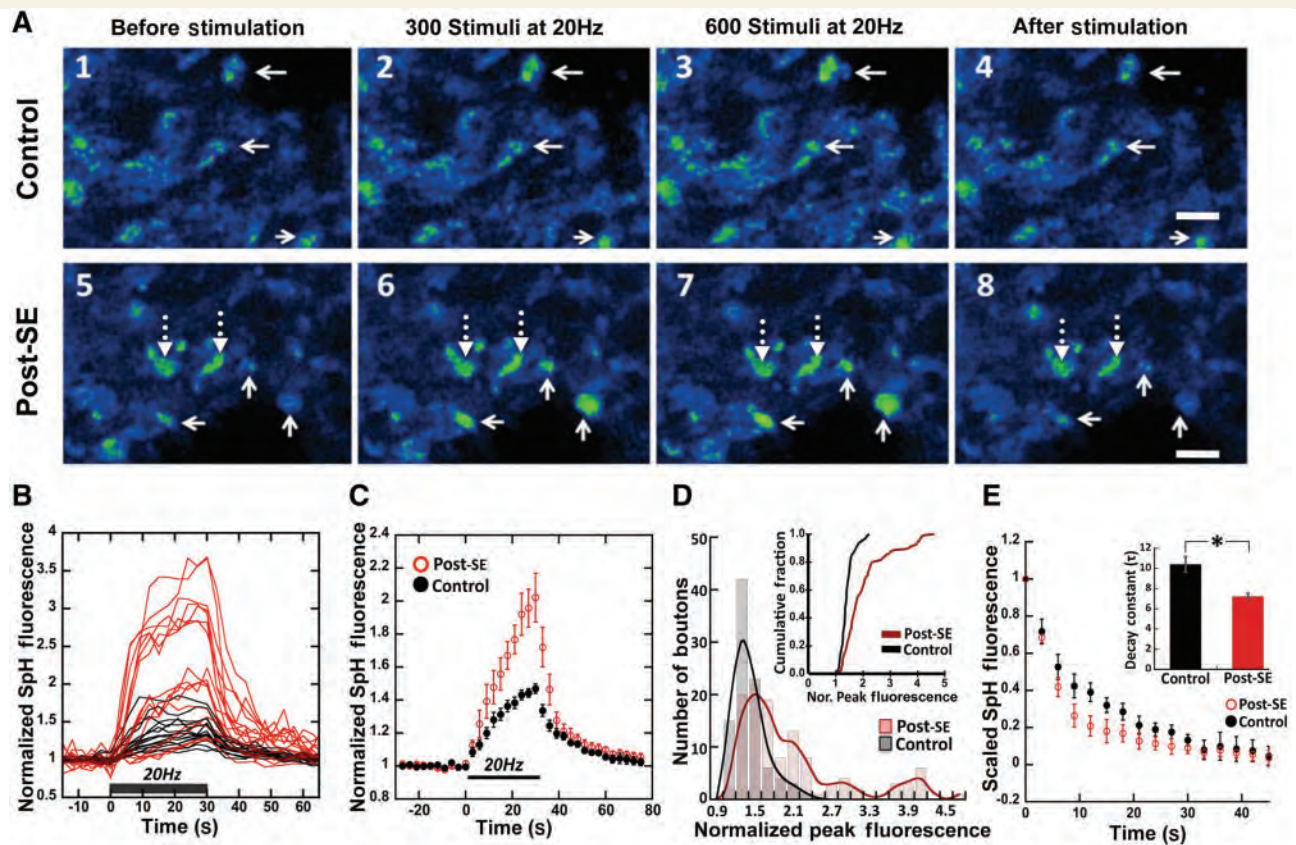 A
Before stimulation
300 Stimuli at 20Hz
600 Stimuli at 20Hz
After stimulation
Control
1
2
3
4
Post-SE
5
6
7
8
B
Normalized SpH fluorescence
4
3.5
3
2.5
2
1.5
1
0.5
20Hz
-10 0 10 20 30 40 50 60
Time (s)
C
Normalized SpH fluorescence
2.4
2.2
2
1.8
1.6
1.4
1.2
1
0.8
Post-SE
Control
20Hz
-20 0 20 40 60 80
Time (s)
D
Number of boutons
50
40
30
20
10
0
Cumulative fraction
1.0
0.8
0.6
0.4
0.2
0.0
Post-SE
Control
0 1 2 3 4 5
Nor. Peak fluorescence
Post-SE
Control
0.9 1.5 2.1 2.7 3.3 3.9 4.5
Normalized peak fluorescence
E
Scaled SpH fluorescence
1.2
1
0.8
0.6
0.4
0.2
0
-0.2
Decay constant (τ)
12
10
8
6
4
2
0
*
Control Post-SE
Post-SE
Control
0 10 20 30 40
Time (s)